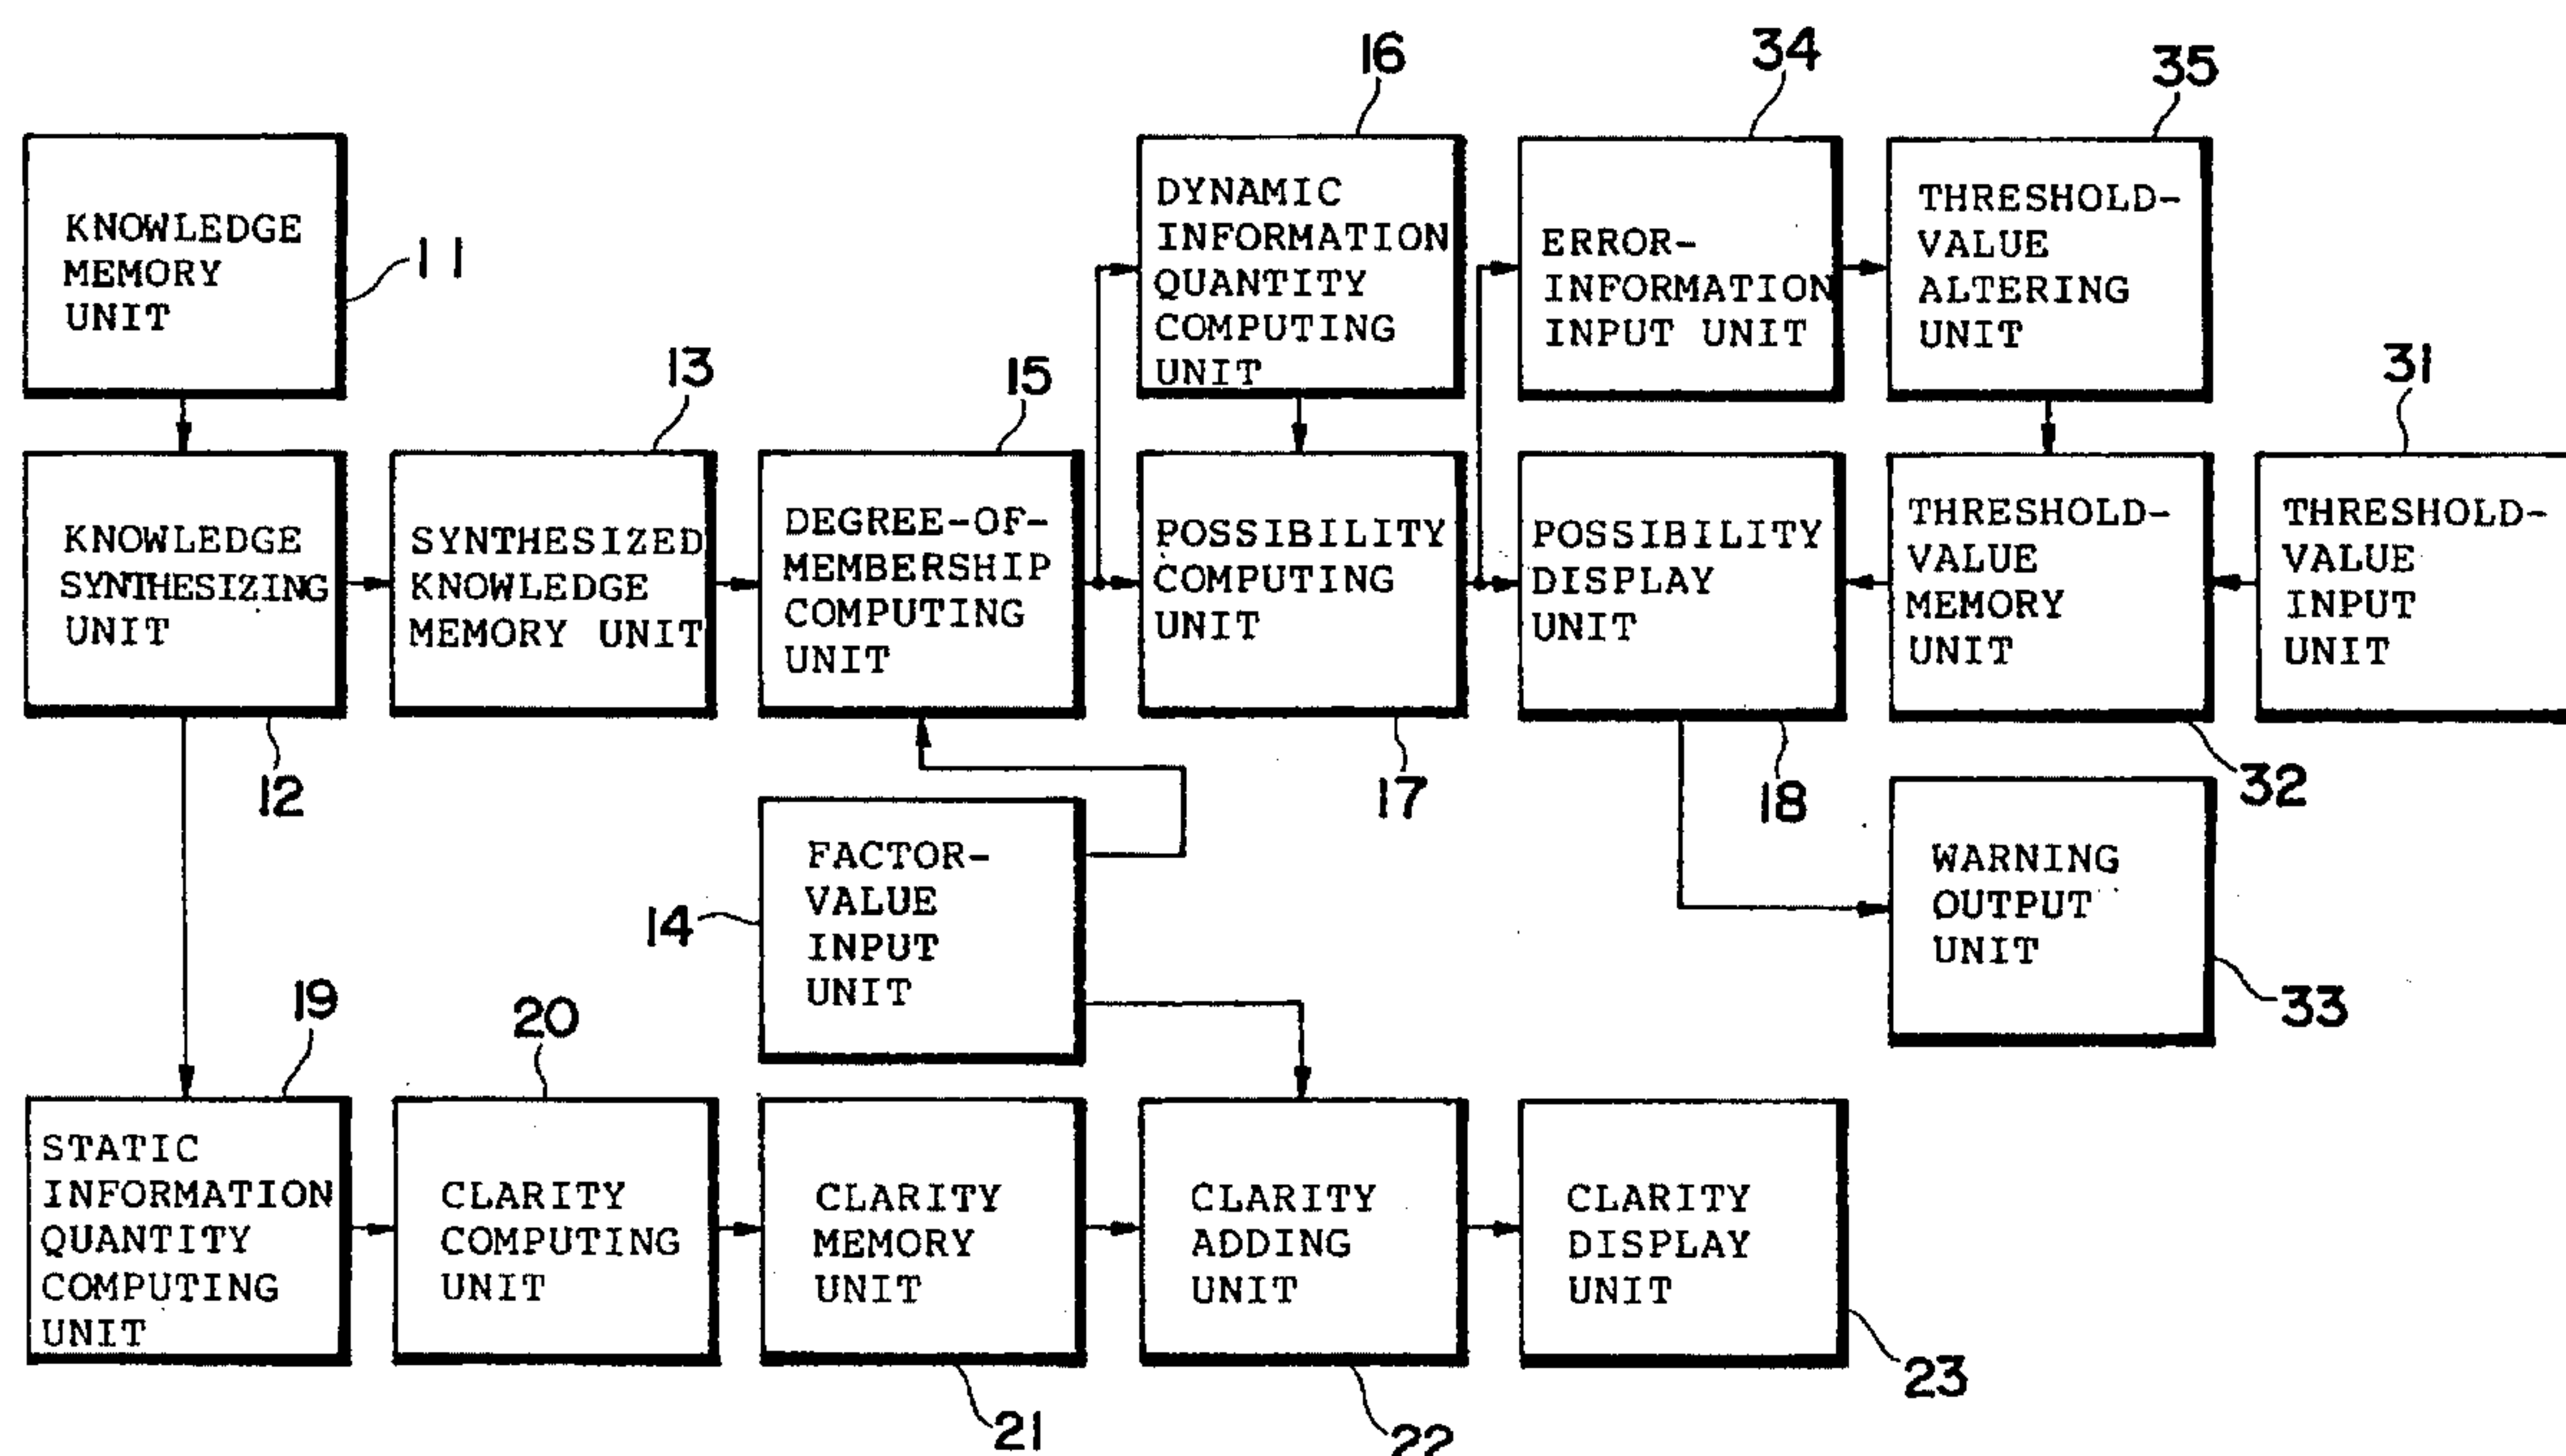 16
34
35
KNOWLEDGE
MEMORY
UNIT
11
DYNAMIC
INFORMATION
QUANTITY
COMPUTING
UNIT
ERROR-
INFORMATION
INPUT UNIT
THRESHOLD-
VALUE
ALTERING
UNIT
13
15
31
KNOWLEDGE
SYNTHESIZING
UNIT
12
SYNTHESIZED
KNOWLEDGE
MEMORY UNIT
DEGREE-OF-
MEMBERSHIP
COMPUTING
UNIT
POSSIBILITY
COMPUTING
UNIT
17
POSSIBILITY
DISPLAY
UNIT
18
THRESHOLD-
VALUE
MEMORY
UNIT
32
THRESHOLD-
VALUE
INPUT
UNIT
14
FACTOR-
VALUE
INPUT
UNIT
WARNING
OUTPUT
UNIT
33
19
20
STATIC
INFORMATION
QUANTITY
COMPUTING
UNIT
CLARITY
COMPUTING
UNIT
CLARITY
MEMORY
UNIT
21
CLARITY
ADDING
UNIT
22
CLARITY
DISPLAY
UNIT
23